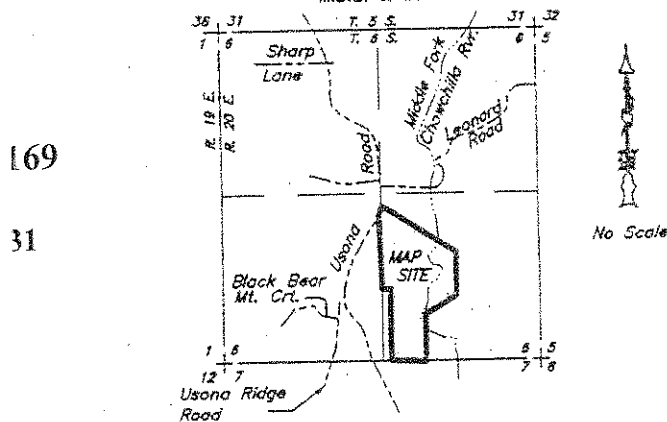 36 31 T. 5 S. 31 32
1 6 T. 6 S. 6 5
Sharp
Lane
Middle Fork
Chowchilla Rvr.
R. 19 E.
R. 20 E.
Road
Leonard
Road
169
31
No Scale
Usona
MAP
SITE
Black Bear
Mt. Crt.
1 6 6 5
12 7 7 8
Usona Ridge
Road